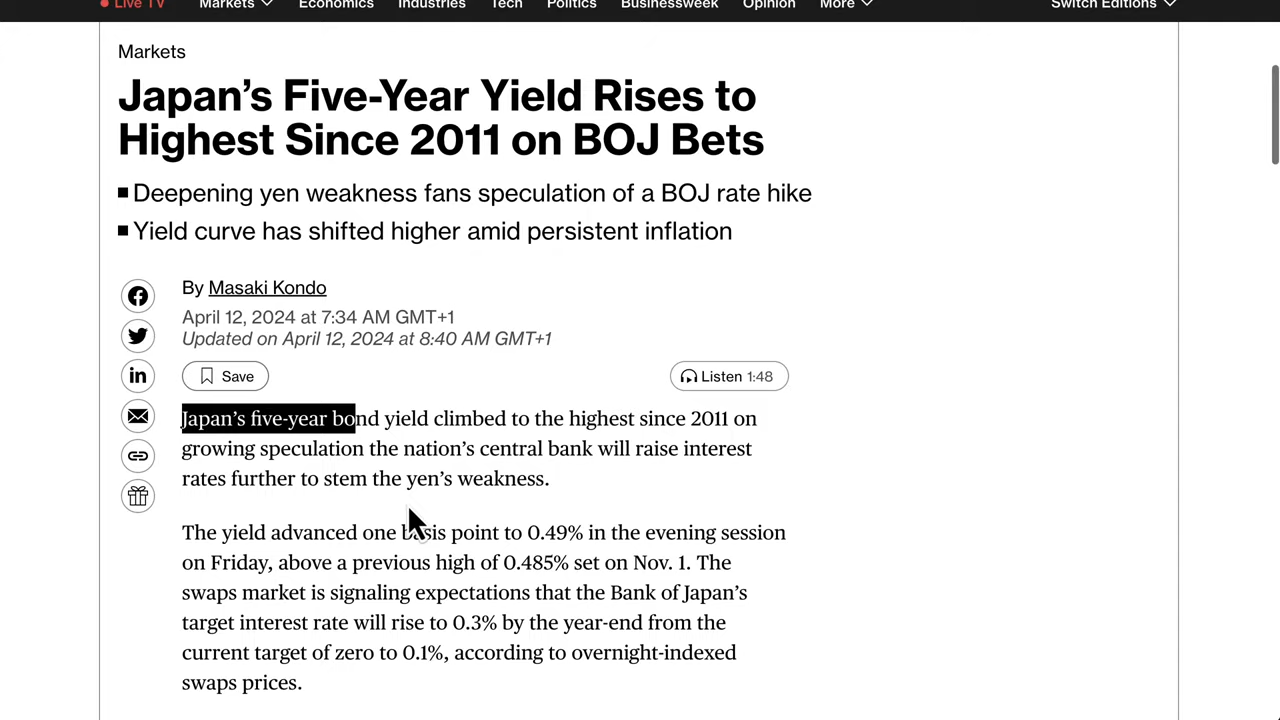 Live TV Markets Economics Industries Tech Politics Businessweek Opinion More Switch Editions
Markets
Japan’s Five-Year Yield Rises to
Highest Since 2011 on BOJ Bets
Deepening yen weakness fans speculation of a BOJ rate hike
Yield curve has shifted higher amid persistent inflation
By Masaki Kondo
April 12, 2024 at 7:34 AM GMT+1
Updated on April 12, 2024 at 8:40 AM GMT+1
Save
Listen 1:48
Japan’s five-year bond yield climbed to the highest since 2011 on
growing speculation the nation’s central bank will raise interest
rates further to stem the yen’s weakness.
The yield advanced one basis point to 0.49% in the evening session
on Friday, above a previous high of 0.485% set on Nov. 1. The
swaps market is signaling expectations that the Bank of Japan’s
target interest rate will rise to 0.3% by the year-end from the
current target of zero to 0.1%, according to overnight-indexed
swaps prices.